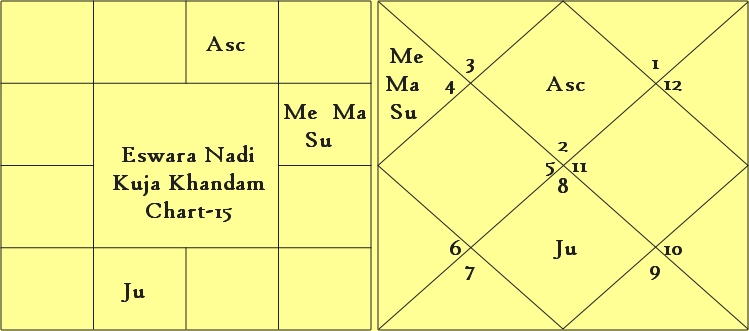 Asc
Me Ma
Su
Eswara Nadi
Kuja Khandam
Chart-15
Ju
Me
Ma
Su
3
4
Asc
1
12
2
5 11
8
6
7
Ju
10
9